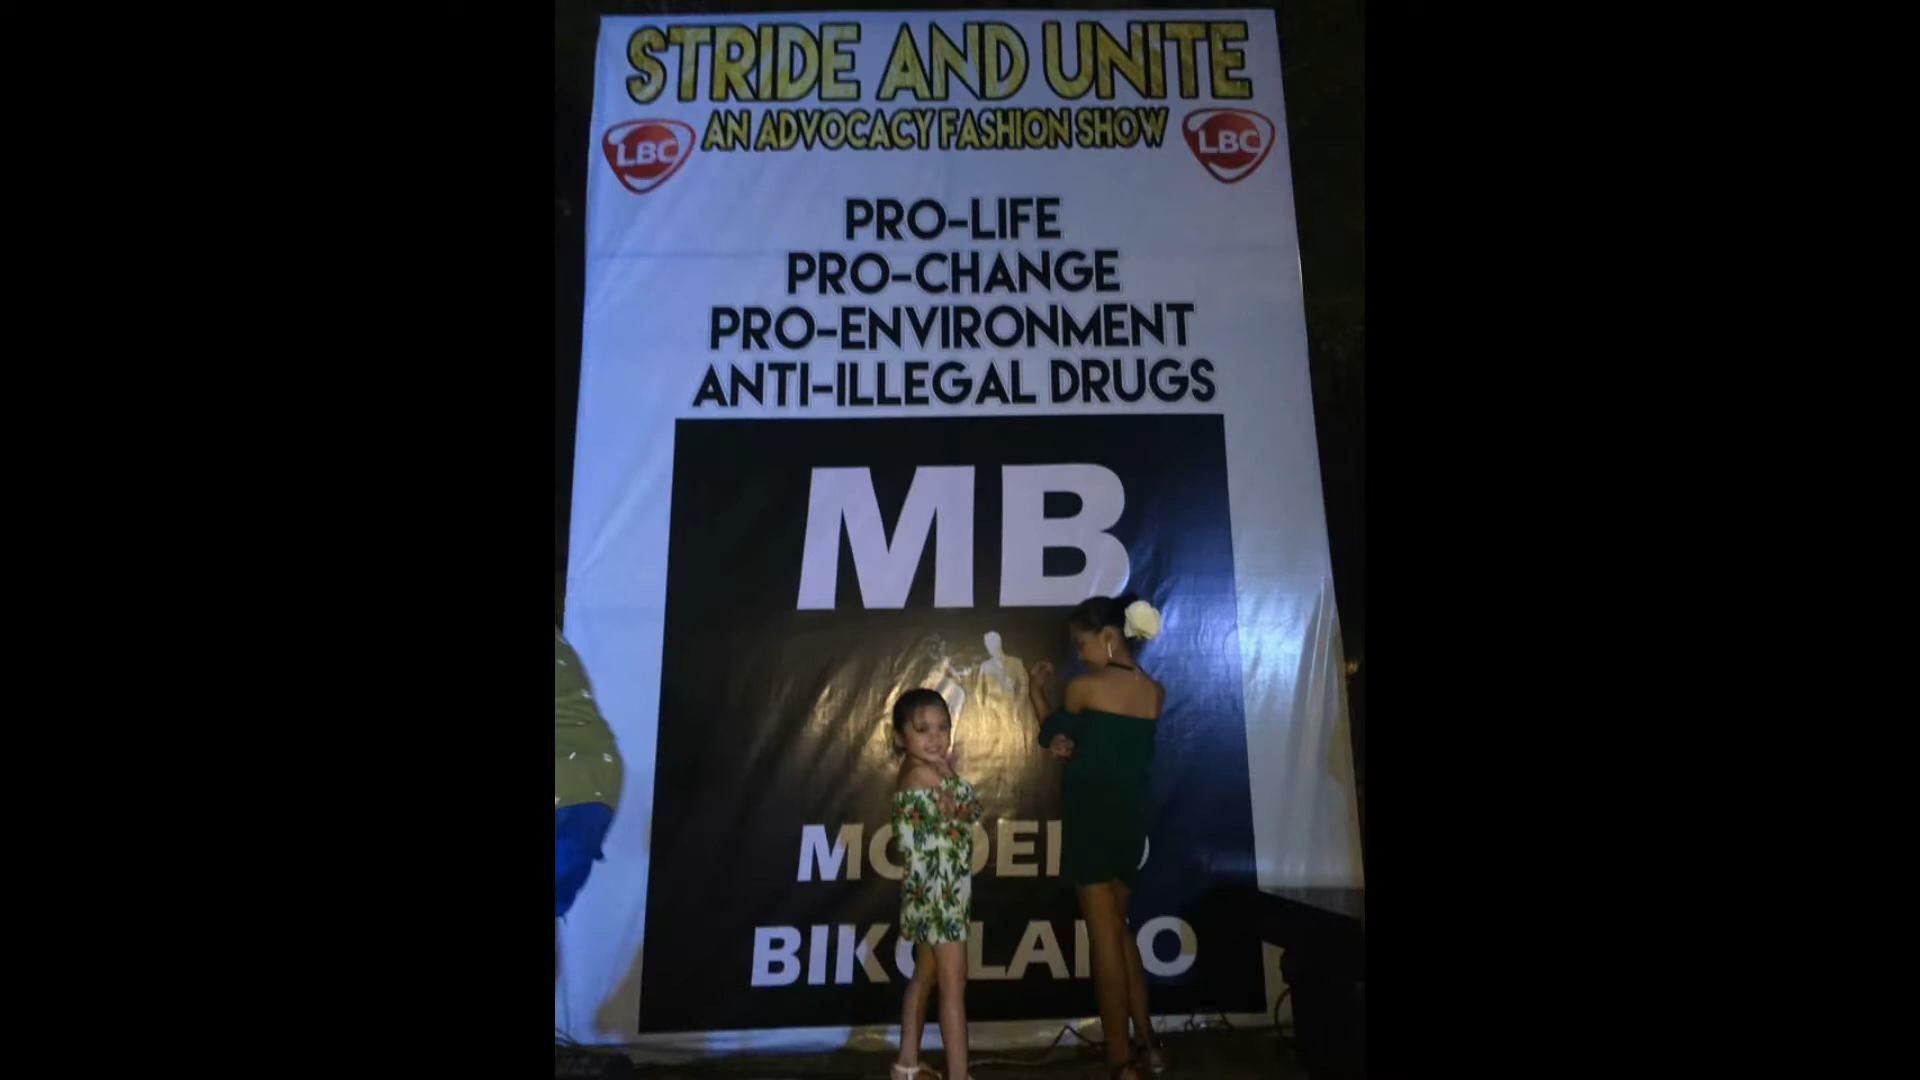 STRIDE AND UNITE
AN ADVOCACY FASHION SHOW
LBC
LBC
PRO-LIFE
PRO-CHANGE
PRO-ENVIRONMENT
ANTI-ILLEGAL DRUGS
MB